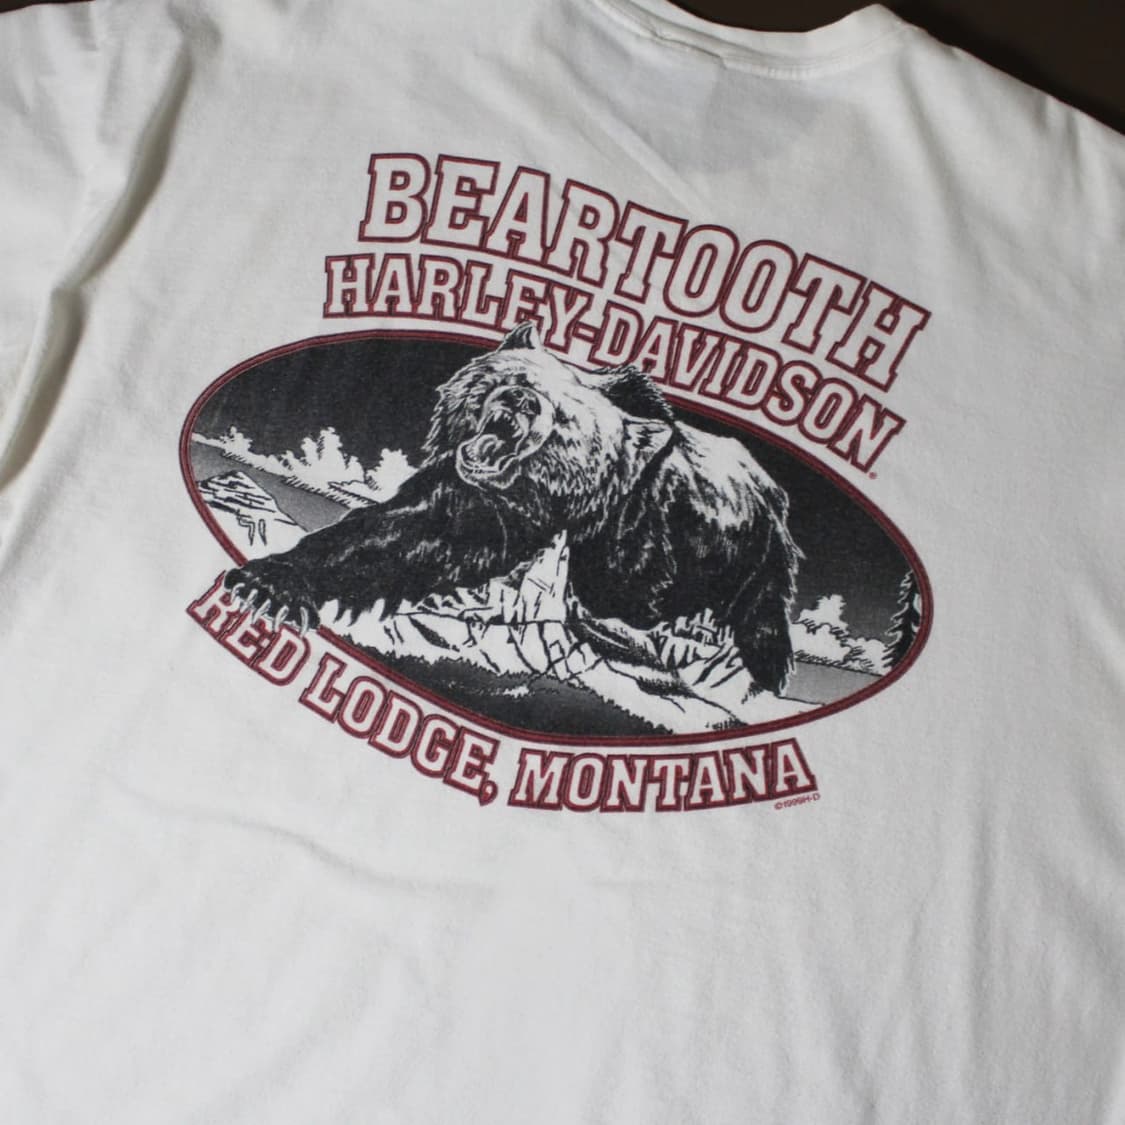 BEARTOOTH
HARLEY-DAVIDSON®
RED LODGE, MONTANA
©1999H-D